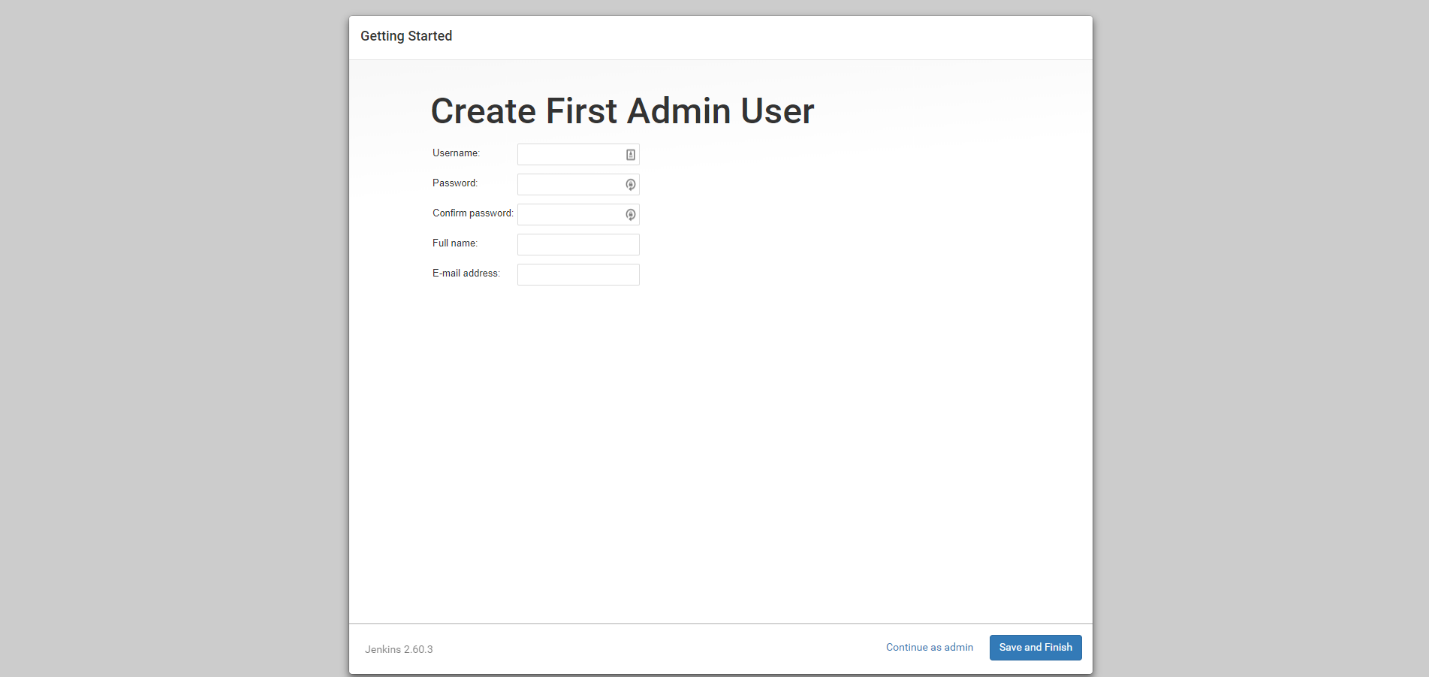 Getting Started
Create First Admin User
Username:
Password:
Confirm password:
Full name:
E-mail address:
Jenkins 2.60.3
Continue as admin
Save and Finish